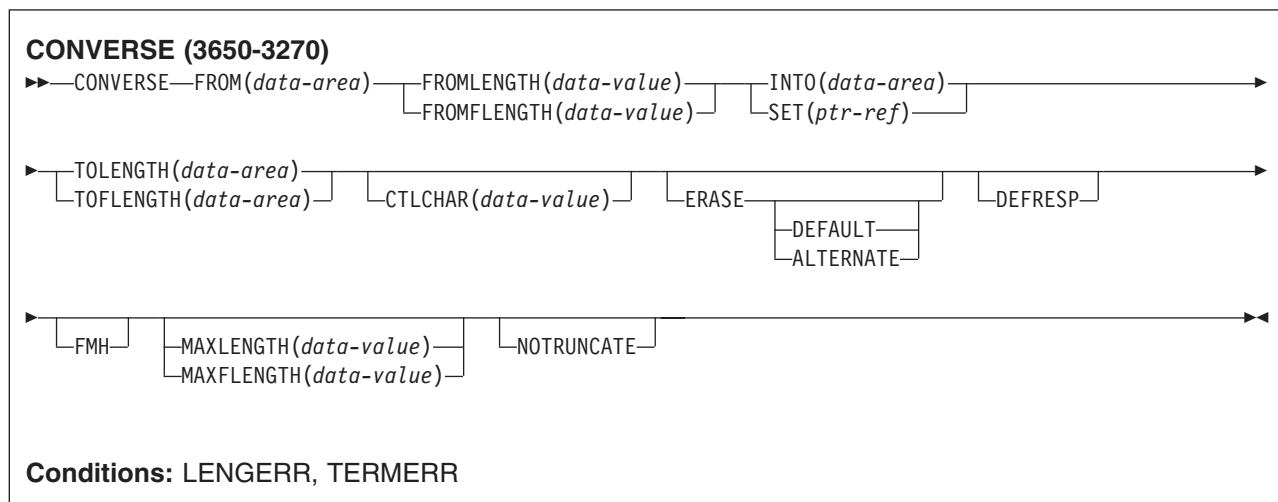 CONVERSE (3650-3270)
CONVERSE FROM(data-area) FROMLENGTH(data-value) INTO(data-area)
FROMFLENGTH(data-value) SET(ptr-ref)
TOLENGTH(data-area)
TOFLENGTH(data-area) CTLCHAR(data-value) ERASE DEFRESP
DEFAULT
ALTERNATE
FMH MAXLENGTH(data-value) NOTRUNCATE
MAXFLENGTH(data-value)
Conditions: LENGERR, TERMERR